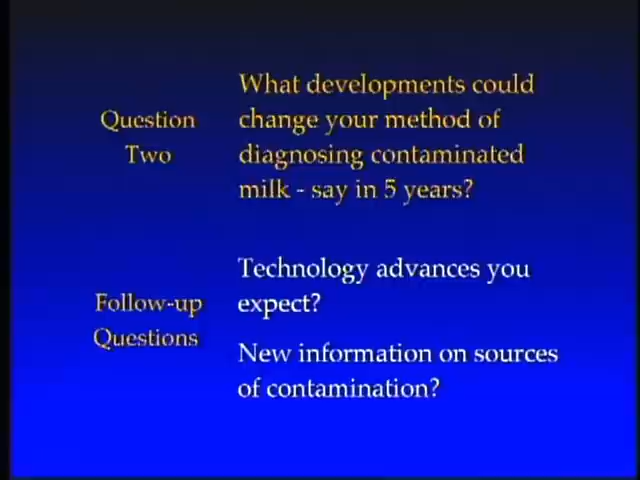 Question
Two
What developments could
change your method of
diagnosing contaminated
milk - say in 5 years?
Follow-up
Questions
Technology advances you
expect?
New information on sources
of contamination?